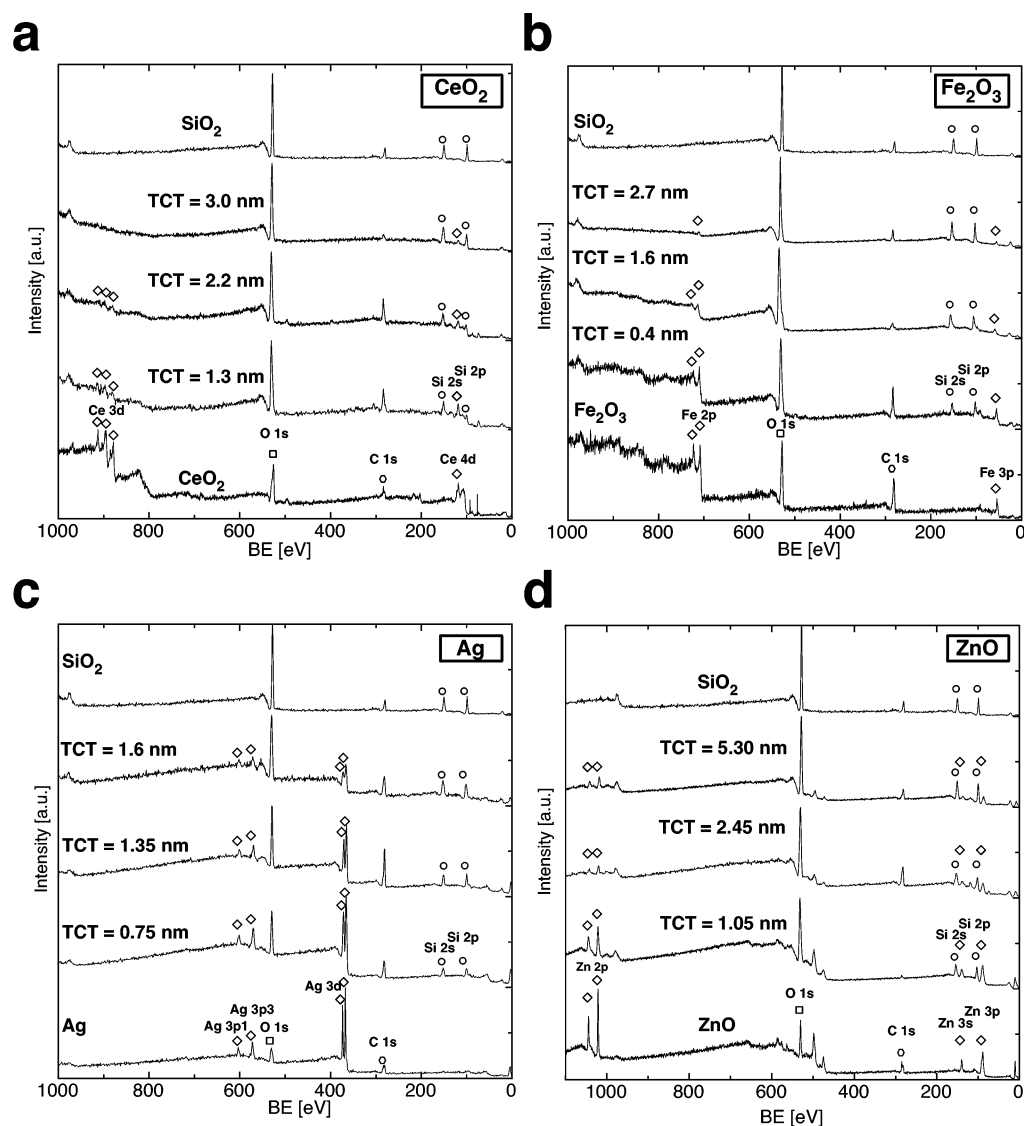 a
CeO2
SiO2
TCT = 3.0 nm
TCT = 2.2 nm
TCT = 1.3 nm
Si 2p
Si 2s
Ce 3d
O 1s
C 1s
Ce 4d
CeO2
Intensity [a.u.]
1000 800 600 400 200 0
BE [eV]
b
Fe2O3
SiO2
TCT = 2.7 nm
TCT = 1.6 nm
TCT = 0.4 nm
Si 2p
Si 2s
Fe2O3
Fe 2p
O 1s
C 1s
Fe 3p
Intensity [a.u.]
1000 800 600 400 200 0
BE [eV]
c
Ag
SiO2
TCT = 1.6 nm
TCT = 1.35 nm
TCT = 0.75 nm
Si 2p
Si 2s
Ag 3d
Ag 3p3
Ag
Ag 3p1
O 1s
C 1s
Intensity [a.u.]
1000 800 600 400 200 0
BE [eV]
d
ZnO
SiO2
TCT = 5.30 nm
TCT = 2.45 nm
TCT = 1.05 nm
Si 2p
Si 2s
Zn 2p
O 1s
Zn 3p
Zn 3s
ZnO
C 1s
Intensity [a.u.]
1000 800 600 400 200 0
BE [eV]